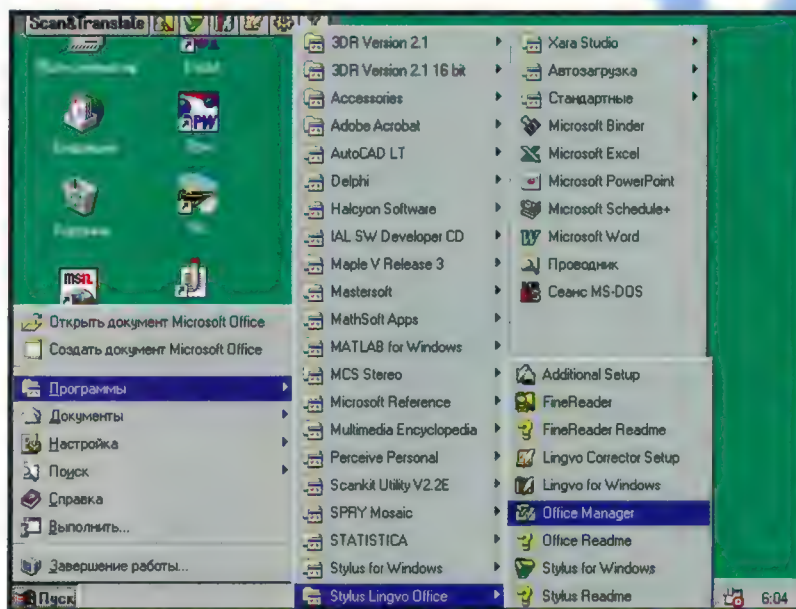 Scan&Translate
PW
msn.
Открыть документ Microsoft Office
Создать документ Microsoft Office
Программы
Документы
Настройка
Поиск
Справка
Выполнить...
Завершение работы...
Пуск
3DR Version 2.1
3DR Version 2.1 16 bit
Accessories
Adobe Acrobat
AutoCAD LT
Delphi
Halcyon Software
IAL SW Developer CD
Maple V Release 3
Mastersoft
MathSoft Apps
MATLAB for Windows
MCS Stereo
Microsoft Reference
Multimedia Encyclopedia
Perceive Personal
Scankit Utility V2.2E
SPRY Mosaic
STATISTICA
Stylus for Windows
Stylus Lingvo Office
Xara Studio
Автозагрузка
Стандартные
Microsoft Binder
Microsoft Excel
Microsoft PowerPoint
Microsoft Schedule+
Microsoft Word
Проводник
Сеанс MS-DOS
Additional Setup
FineReader
FineReader Readme
Lingvo Corrector Setup
Lingvo for Windows
Office Manager
Office Readme
Stylus for Windows
Stylus Readme
6:04